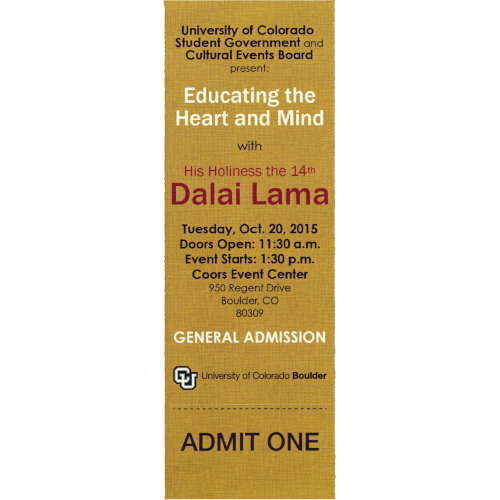 University of Colorado
Student Government and
Cultural Events Board
present:
Educating the
Heart and Mind
with
His Holiness the 14th
Dalai Lama
Tuesday, Oct. 20, 2015
Doors Open: 11:30 a.m.
Event Starts: 1:30 p.m.
Coors Event Center
950 Regent Drive
Boulder, CO
80309
GENERAL ADMISSION
CU University of Colorado Boulder
ADMIT ONE